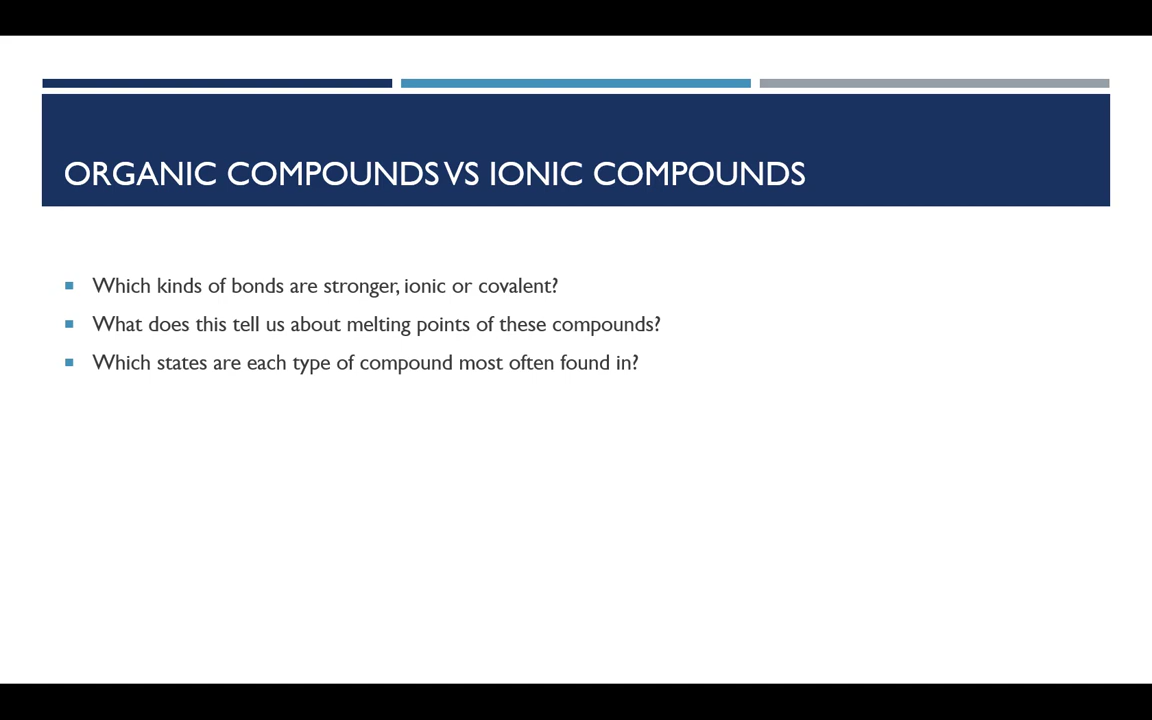 ORGANIC COMPOUNDS VS IONIC COMPOUNDS
Which kinds of bonds are stronger, ionic or covalent?
What does this tell us about melting points of these compounds?
Which states are each type of compound most often found in?